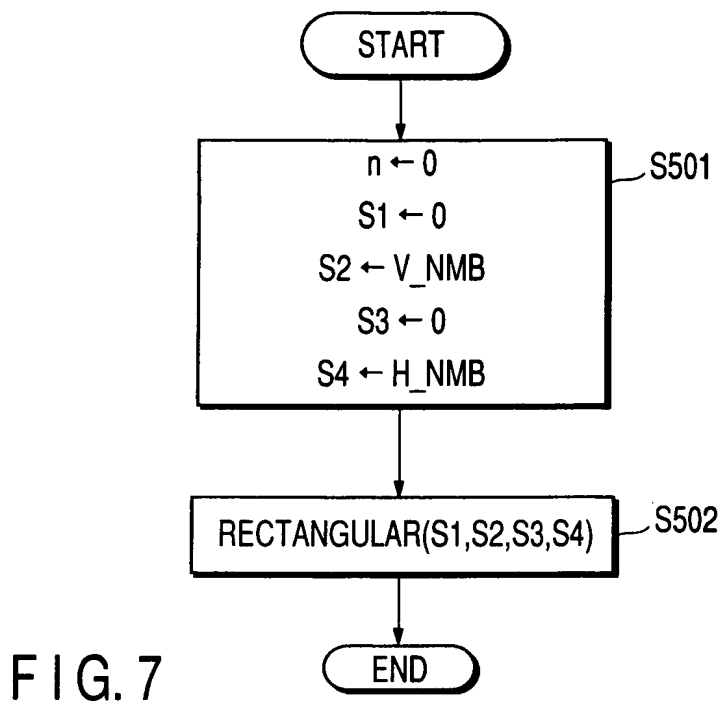 START
n ← 0
S1 ← 0
S2 ← V_NMB
S3 ← 0
S4 ← H_NMB
S501
RECTANGULAR(S1,S2,S3,S4)
S502
END
FIG. 7